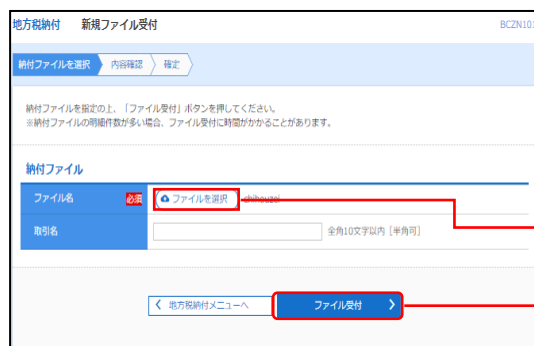 地方税納付 新規ファイル受付 BCZN101
納付ファイルを選択 内容確認 確定
納付ファイルを指定の上、「ファイル受付」ボタンを押してください。
※納付ファイルの明細件数が多い場合、ファイル受付に時間がかかることがあります。
納付ファイル
ファイル名 必須 ファイルを選択 chihouzei
取引名 全角10文字以内［半角可］
地方税納付メニューへ ファイル受付